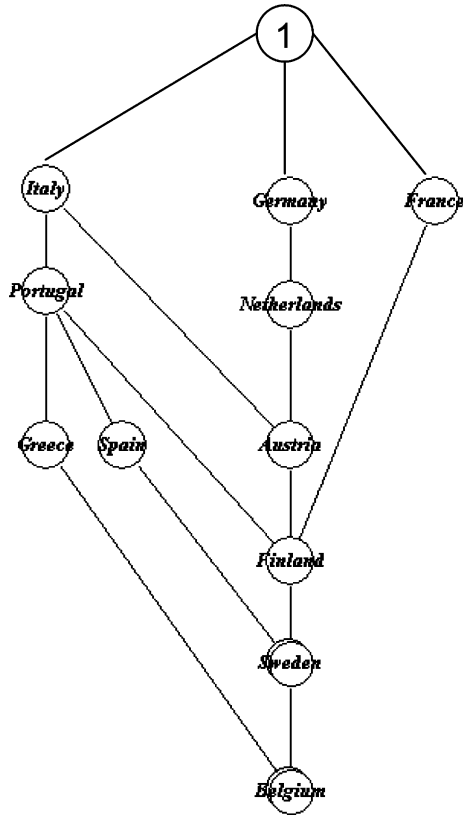 1
Italy
Germany
France
Portugal
Netherlands
Greece
Spain
Austria
Finland
Sweden
Belgium